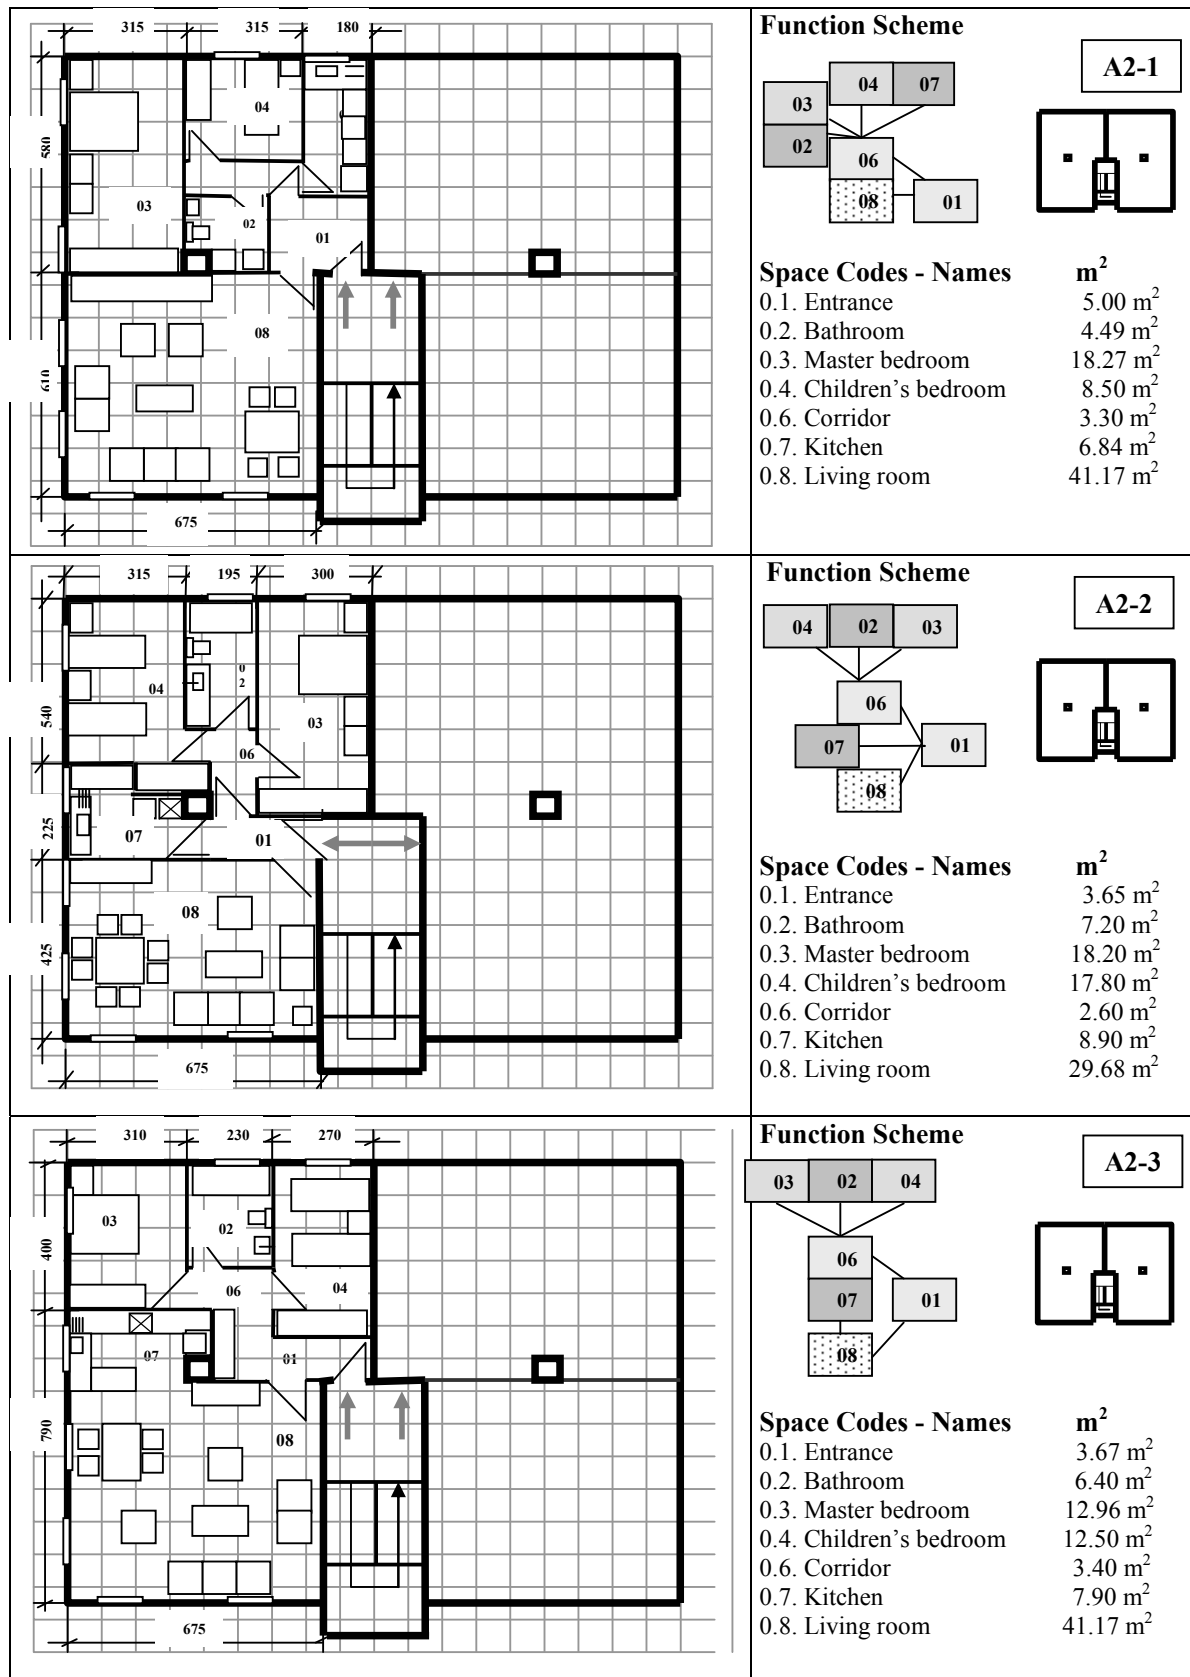 315 315 180
580
610
03
04
02
01
08
675
Function Scheme
A2-1
04 07
03
02
06
08 01
Space Codes - Names m²
0.1. Entrance 5.00 m²
0.2. Bathroom 4.49 m²
0.3. Master bedroom 18.27 m²
0.4. Children's bedroom 8.50 m²
0.6. Corridor 3.30 m²
0.7. Kitchen 6.84 m²
0.8. Living room 41.17 m²
315 195 300
540
225
425
04
02
03
06
07
01
08
675
Function Scheme
A2-2
04 02 03
06
07 01
08
Space Codes - Names m²
0.1. Entrance 3.65 m²
0.2. Bathroom 7.20 m²
0.3. Master bedroom 18.20 m²
0.4. Children's bedroom 17.80 m²
0.6. Corridor 2.60 m²
0.7. Kitchen 8.90 m²
0.8. Living room 29.68 m²
310 230 270
400
790
03
02
06
04
07
01
08
675
Function Scheme
A2-3
03 02 04
06
07 01
08
Space Codes - Names m²
0.1. Entrance 3.67 m²
0.2. Bathroom 6.40 m²
0.3. Master bedroom 12.96 m²
0.4. Children's bedroom 12.50 m²
0.6. Corridor 3.40 m²
0.7. Kitchen 7.90 m²
0.8. Living room 41.17 m²